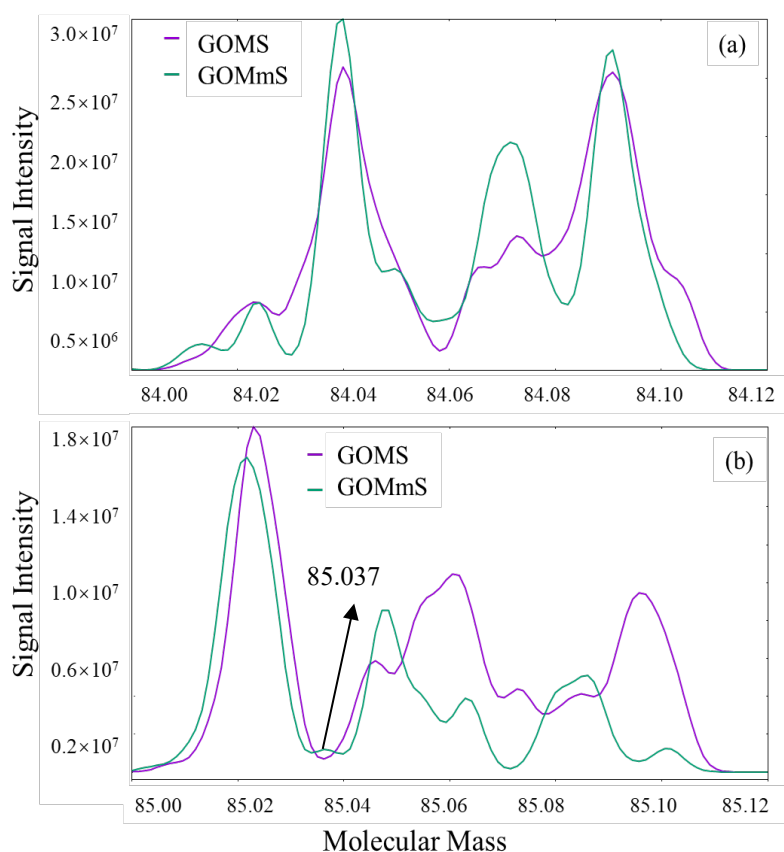 3.0×10⁷
GOMS
(a)
GOMmS
2.5×10⁷
2.0×10⁷
Signal Intensity
1.5×10⁷
1.0×10⁷
0.5×10⁶
84.00 84.02 84.04 84.06 84.08 84.10 84.12
1.8×10⁷
GOMS
(b)
GOMmS
1.4×10⁷
85.037
1.0×10⁷
Signal Intensity
0.6×10⁷
0.2×10⁷
85.00 85.02 85.04 85.06 85.08 85.10 85.12
Molecular Mass